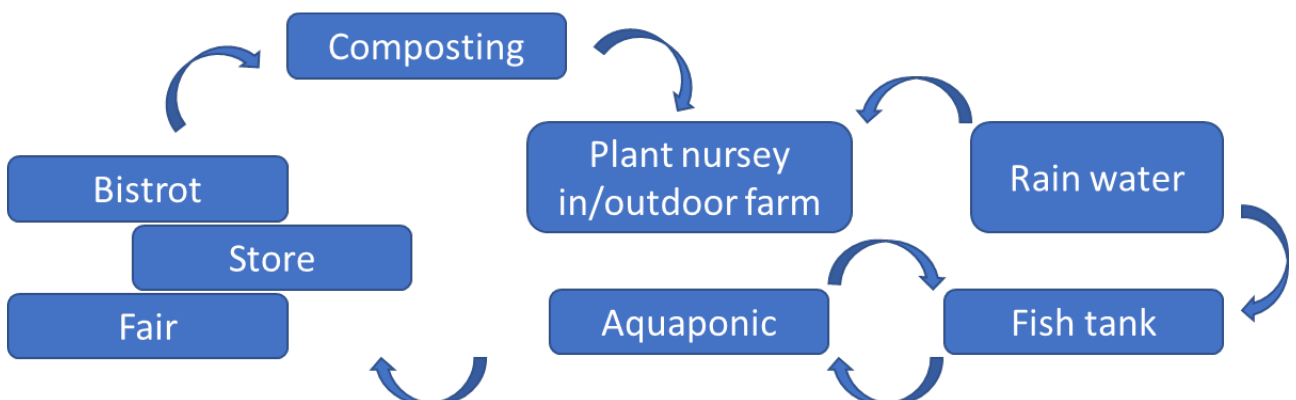 Composting
Plant nursey
in/outdoor farm
Rain water
Bistrot
Store
Fair
Aquaponic
Fish tank